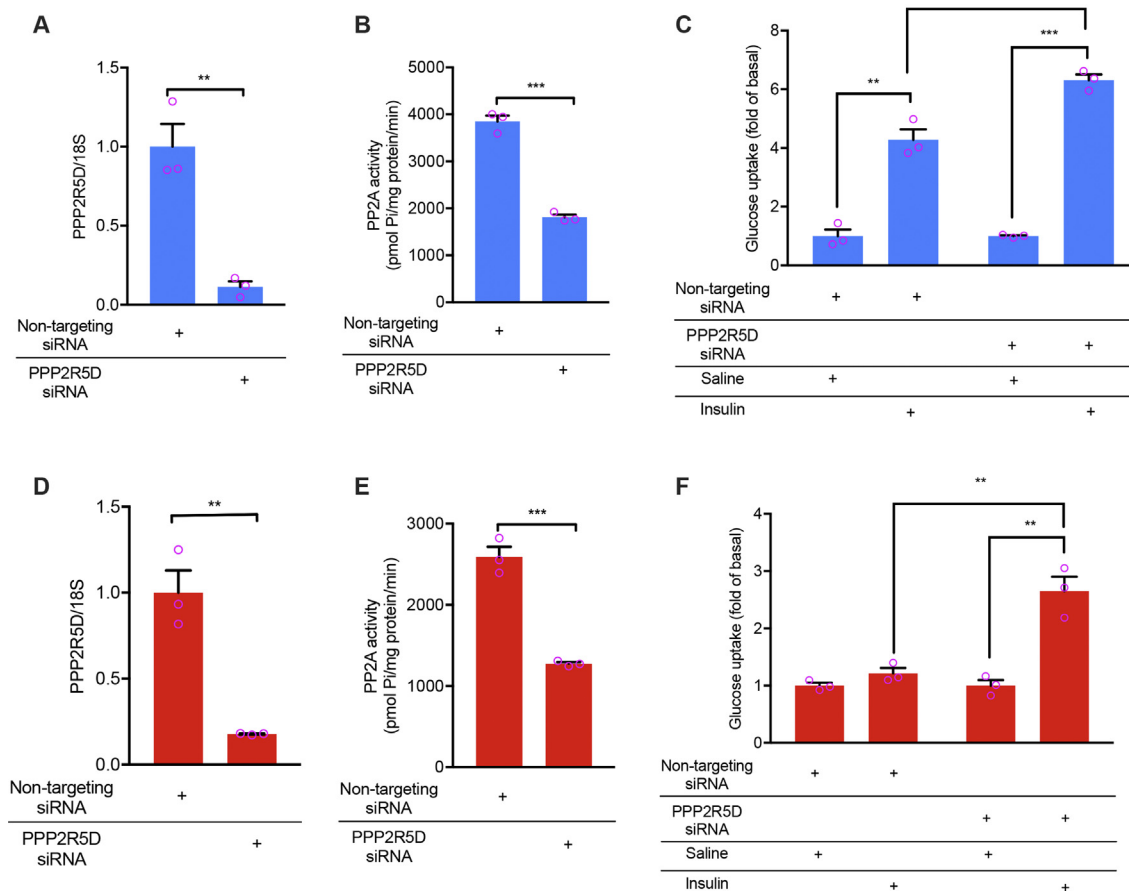 A
PPP2R5D/18S
1.5
1.0
0.5
0.0
**
Non-targeting
siRNA
+
PPP2R5D
siRNA
+
B
PP2A activity
(pmol Pi/mg protein/min)
5000
4000
3000
2000
1000
0
***
Non-targeting
siRNA
+
PPP2R5D
siRNA
+
C
Glucose uptake (fold of basal)
8
6
4
2
0
**
***
Non-targeting
siRNA
+ +
PPP2R5D
siRNA
+ +
Saline
+ +
Insulin
+ +
D
PPP2R5D/18S
1.5
1.0
0.5
0.0
**
Non-targeting
siRNA
+
PPP2R5D
siRNA
+
E
PP2A activity
(pmol Pi/mg protein/min)
3000
2000
1000
0
***
Non-targeting
siRNA
+
PPP2R5D
siRNA
+
F
Glucose uptake (fold of basal)
4
3
2
1
0
**
**
Non-targeting
siRNA
+ +
PPP2R5D
siRNA
+ +
Saline
+ +
Insulin
+ +